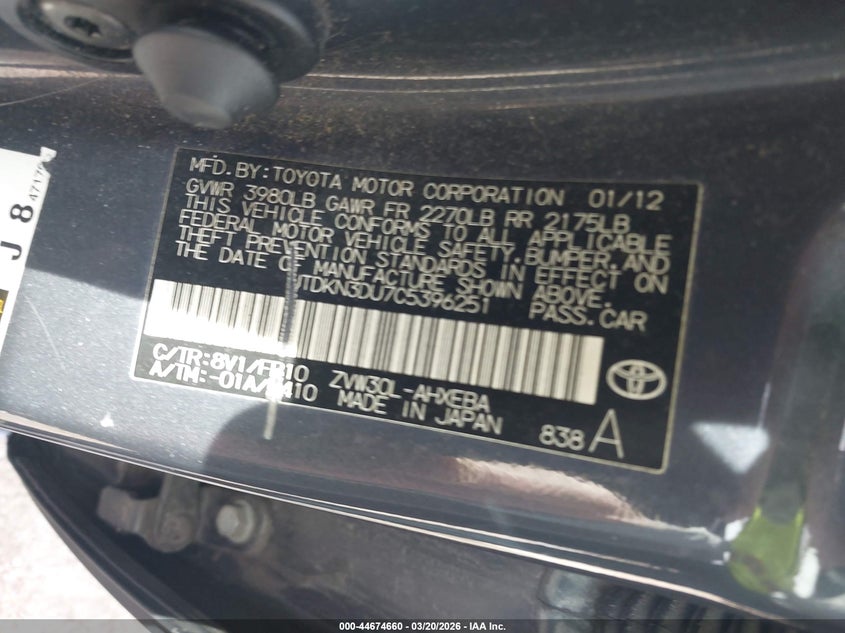 MFD. BY: TOYOTA MOTOR CORPORATION 01/12
GVWR 3980LB GAWR FR 2270LB RR 2175LB
THIS VEHICLE CONFORMS TO ALL APPLICABLE
FEDERAL MOTOR VEHICLE SAFETY, BUMPER, AND
THEFT PREVENTION STANDARDS IN EFFECT ON
THE DATE OF MANUFACTURE SHOWN ABOVE.
JTDKN3DU7C5396251 PASS. CAR
C/TR: 8V1/FB10 ZVW30L-AHXEBA
A/TM: -01A/P410 MADE IN JAPAN
838 A
J 8
000-44674660 | 03/20/2026 - IAA Inc.